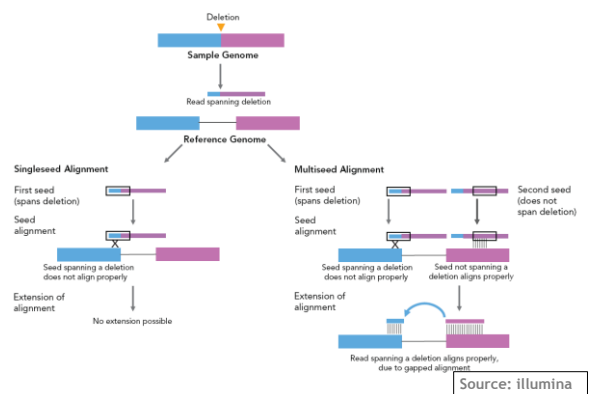 Deletion
Sample Genome
Read spanning deletion
Reference Genome
Singleseed Alignment
First seed
(spans deletion)
Seed
alignment
Seed spanning a deletion
does not align properly
Extension of
alignment
No extension possible
Multiseed Alignment
First seed
(spans deletion)
Second seed
(does not
span deletion)
Seed
alignment
Seed spanning a deletion
does not align properly
Seed not spanning a
deletion aligns properly
Extension of
alignment
Read spanning a deletion aligns properly,
due to gapped alignment
Source: illumina